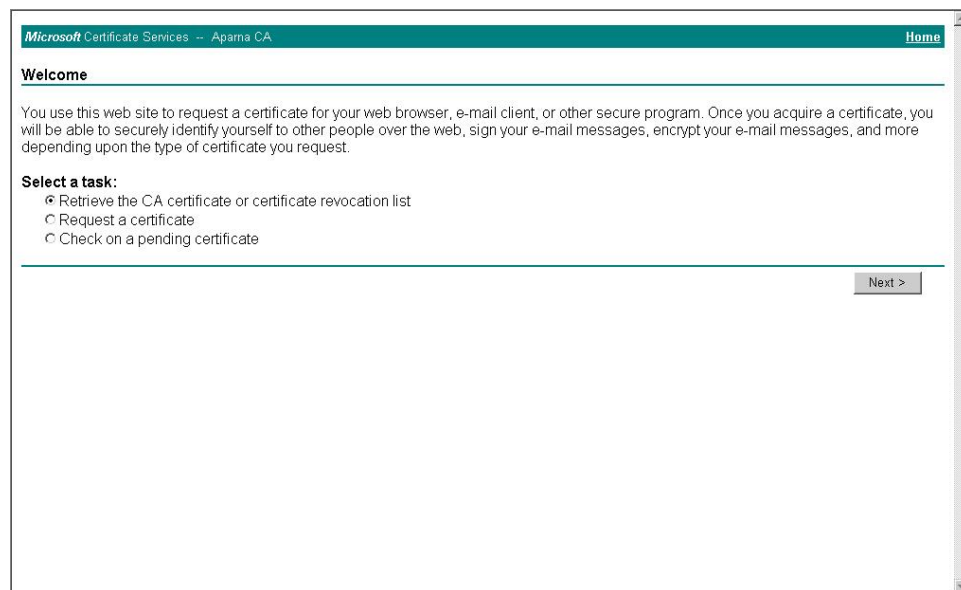 Microsoft Certificate Services -- Aparna CA Home
Welcome
You use this web site to request a certificate for your web browser, e-mail client, or other secure program. Once you acquire a certificate, you
will be able to securely identify yourself to other people over the web, sign your e-mail messages, encrypt your e-mail messages, and more
depending upon the type of certificate you request.
Select a task:
Retrieve the CA certificate or certificate revocation list
Request a certificate
Check on a pending certificate
Next >